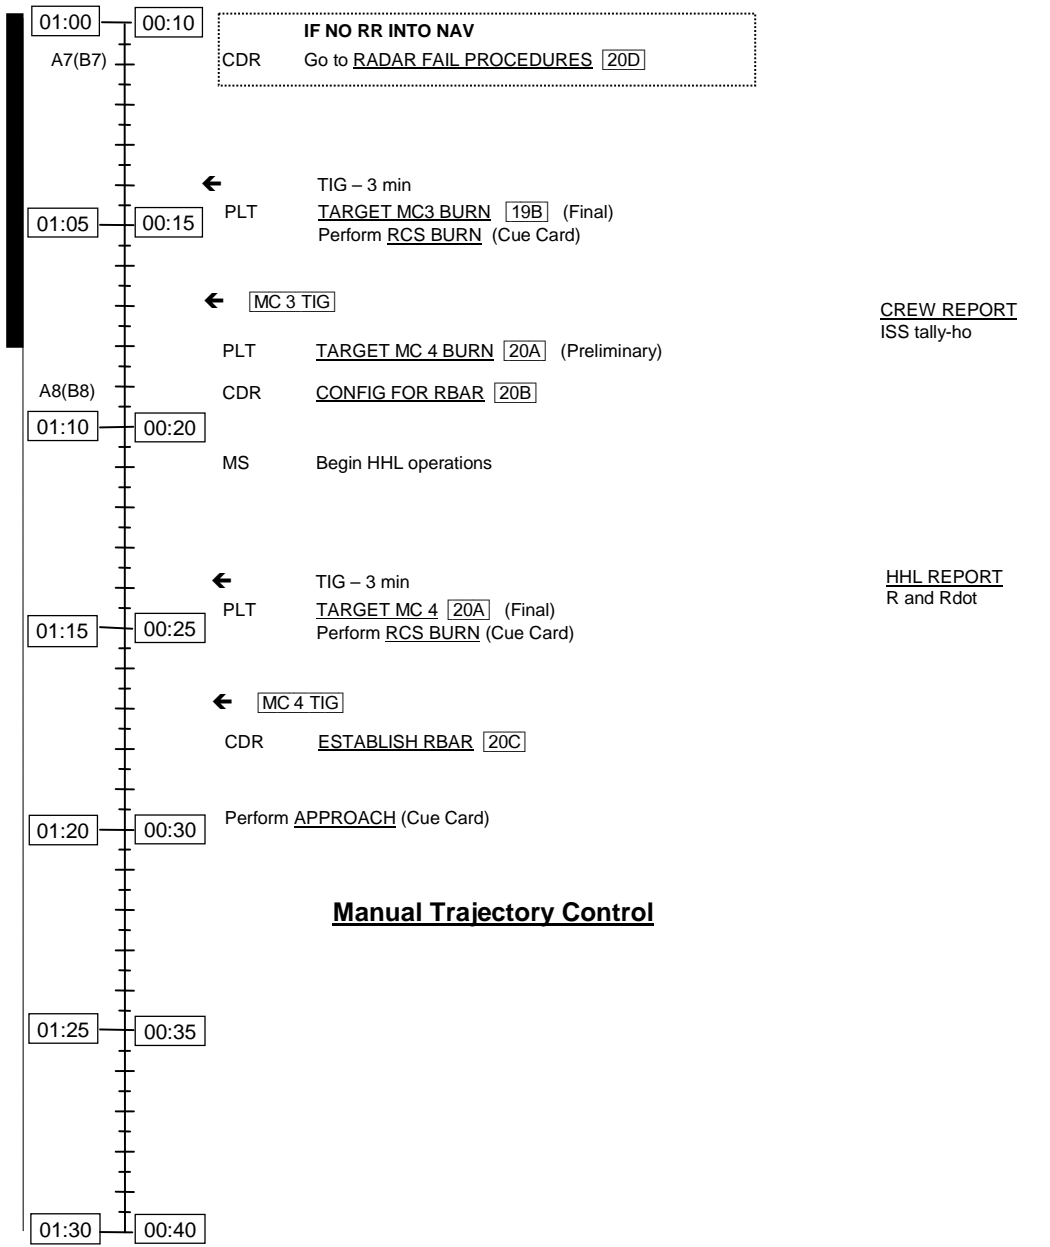 01:00 00:10 IF NO RR INTO NAV
A7(B7) CDR Go to RADAR FAIL PROCEDURES 20D
TIG – 3 min
PLT TARGET MC3 BURN 19B (Final)
01:05 00:15 Perform RCS BURN (Cue Card)
MC 3 TIG
CREW REPORT
ISS tally-ho
PLT TARGET MC 4 BURN 20A (Preliminary)
A8(B8) CDR CONFIG FOR RBAR 20B
01:10 00:20
MS Begin HHL operations
TIG – 3 min HHL REPORT
R and Rdot
PLT TARGET MC 4 20A (Final)
01:15 00:25 Perform RCS BURN (Cue Card)
MC 4 TIG
CDR ESTABLISH RBAR 20C
Perform APPROACH (Cue Card)
01:20 00:30
Manual Trajectory Control
01:25 00:35
01:30 00:40